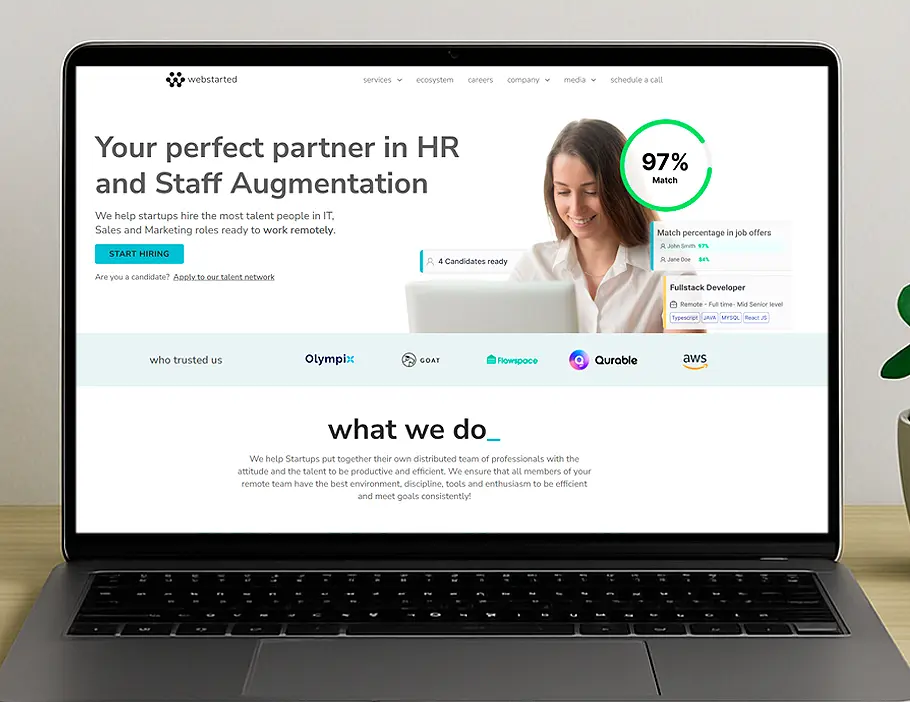 webstarted
services ecosystem careers company media schedule a call
Your perfect partner in HR
and Staff Augmentation
We help startups hire the most talent people in IT,
Sales and Marketing roles ready to work remotely.
START HIRING
Are you a candidate? Apply to our talent network
97%
Match
4 Candidates ready
Match percentage in job offers
John Smith 97%
Jane Doe 84%
Fullstack Developer
Remote - Full time- Mid Senior level
Typescript JAVA MYSQL React JS
who trusted us
Olympix
GOAT
flowspace
Qurable
aws
what we do_
We help Startups put together their own distributed team of professionals with the
attitude and the talent to be productive and efficient. We ensure that all members of your
remote team have the best environment, discipline, tools and enthusiasm to be efficient
and meet goals consistently!